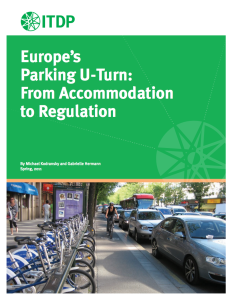 ITDP
Europe's
Parking U-Turn:
From Accommodation
to Regulation
By Michael Kodransky and Gabrielle Hermann
Spring, 2011